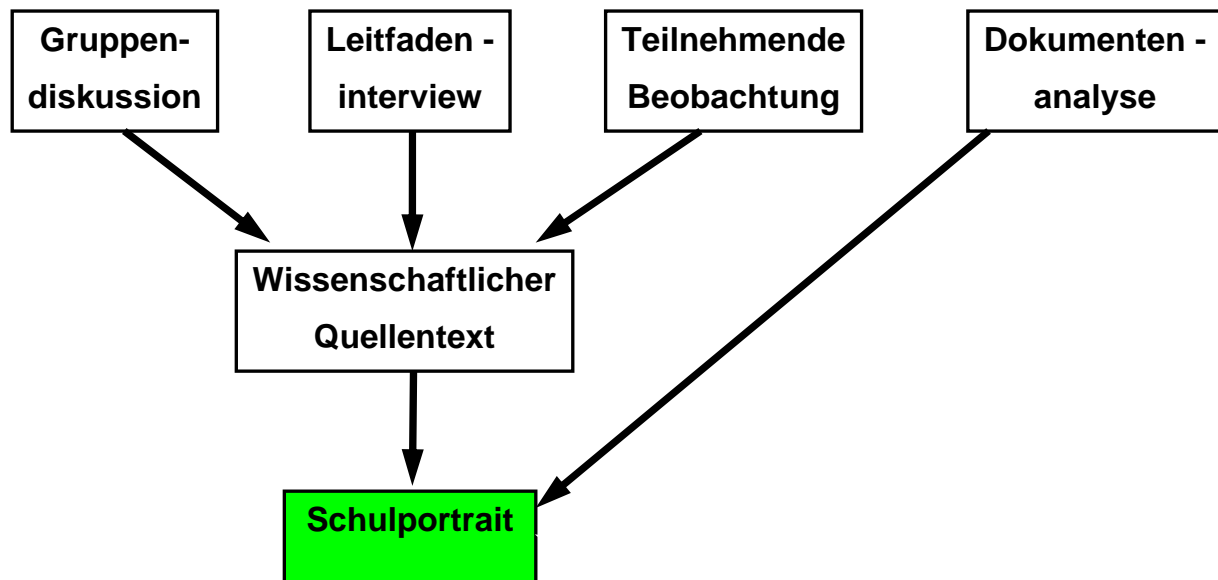 Gruppen-
diskussion
Leitfaden -
interview
Teilnehmende
Beobachtung
Dokumenten -
analyse
Wissenschaftlicher
Quellentext
Schulportrait